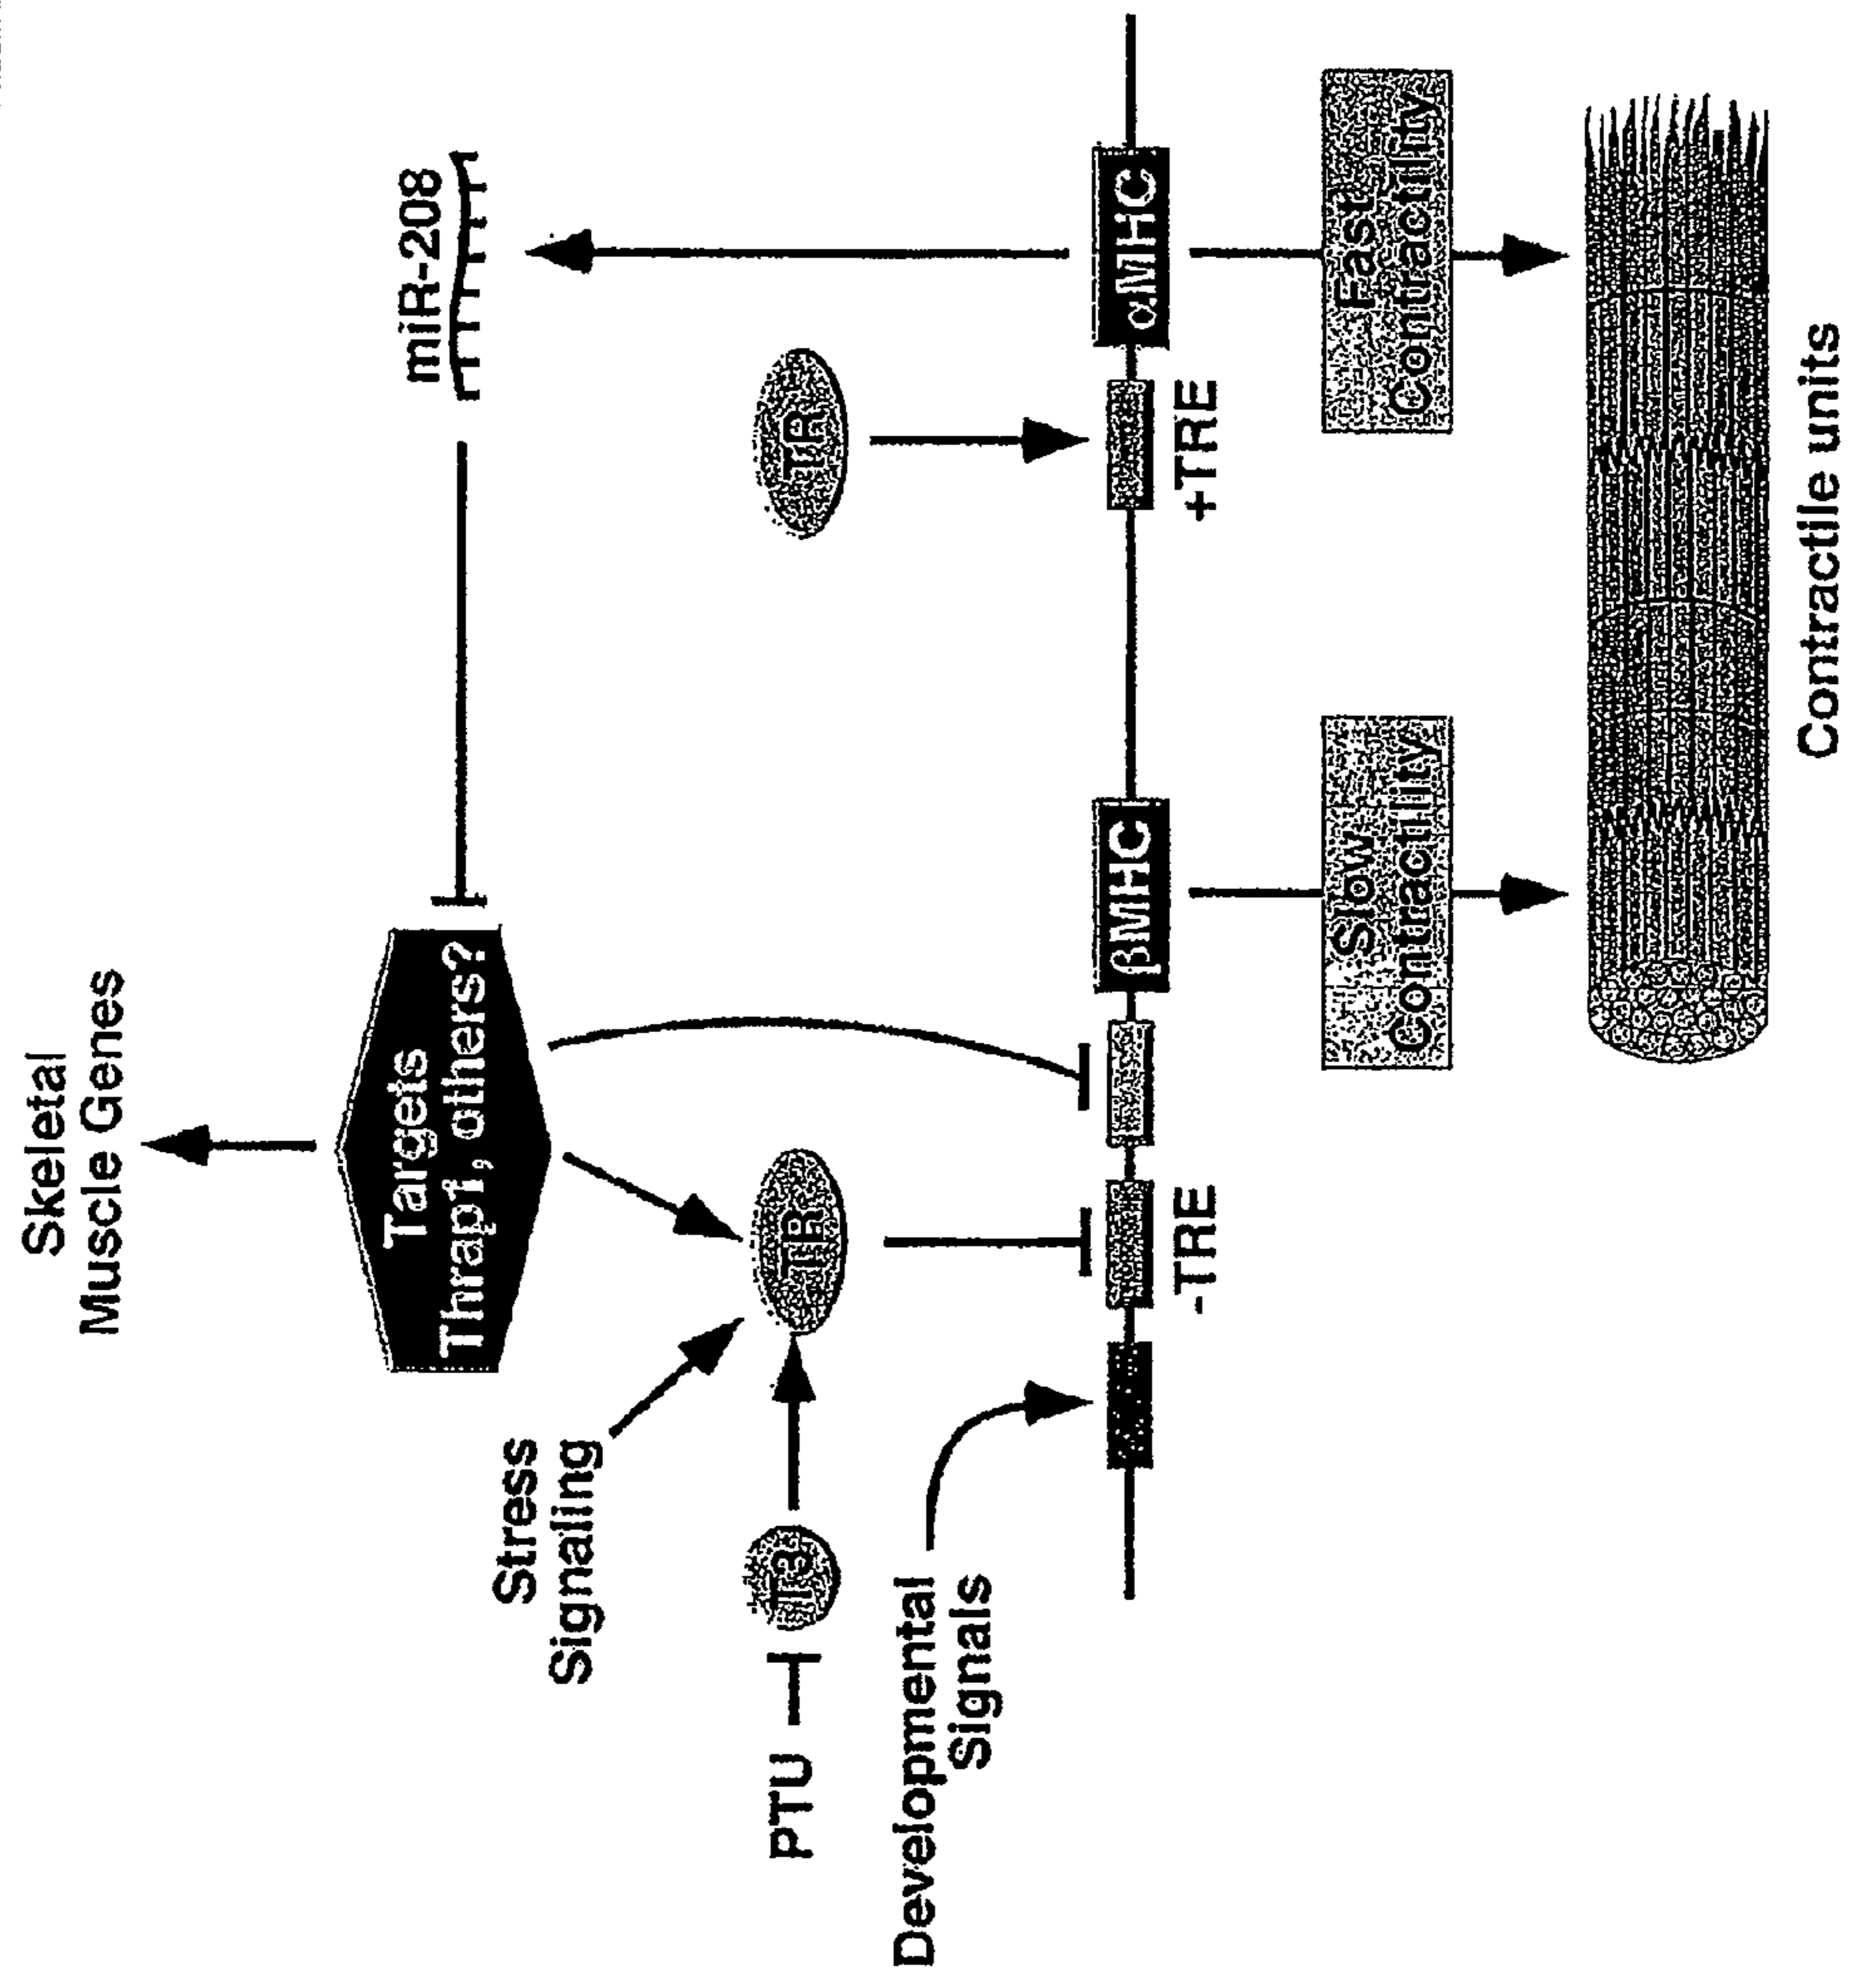 Skeletal
Muscle Genes
miR-208
Targets
Thrap1, others?
Stress
Signaling
PTU
T3
TR
TR
Developmental
Signals
βMHC
αMHC
-TRE
+TRE
Slow
Contractility
Fast
Contractility
Contractile units